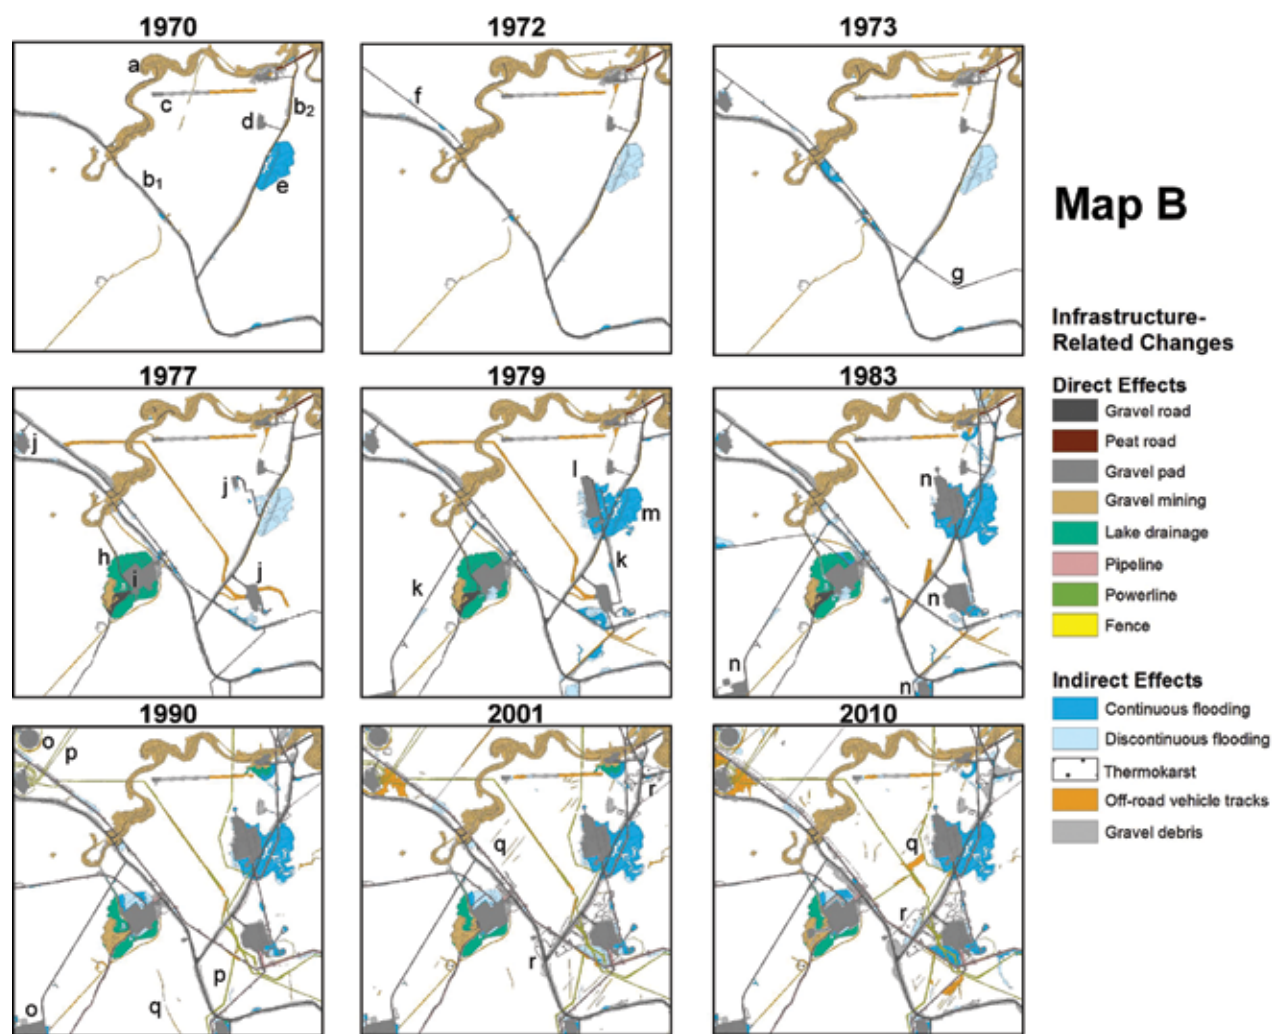 1970
1972
1973
a
c
b2
d
b1
e
f
g
Map B
Infrastructure-
Related Changes
Direct Effects
Gravel road
Peat road
Gravel pad
Gravel mining
Lake drainage
Pipeline
Powerline
Fence
Indirect Effects
Continuous flooding
Discontinuous flooding
Thermokarst
Off-road vehicle tracks
Gravel debris
1977
1979
1983
j
j
h
i
j
l
m
k
k
n
n
n
n
1990
2001
2010
o
p
p
o
q
r
q
r
q
r